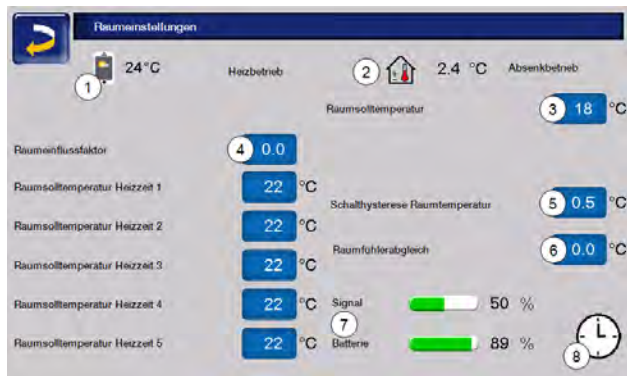 Raumeinstellungen
1 24°C Heizbetrieb 2 2.4 °C Absenkbetrieb
Raumsolltemperatur 3 18 °C
Raumeinflussfaktor 4 0.0
Raumsolltemperatur Heizzeit 1 22 °C
Schalthysterese Raumtemperatur 5 0.5 °C
Raumsolltemperatur Heizzeit 2 22 °C
Raumfühlerabgleich 6 0.0 °C
Raumsolltemperatur Heizzeit 3 22 °C
Raumsolltemperatur Heizzeit 4 22 °C
Signal 50 %
7
Raumsolltemperatur Heizzeit 5 22 °C
Batterie 89 %
8